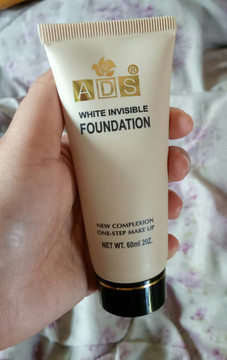 ADS®
WHITE INVISIBLE
FOUNDATION
NEW COMPLEXION
ONE-STEP MAKE UP
NET WT. 60ml 2OZ.